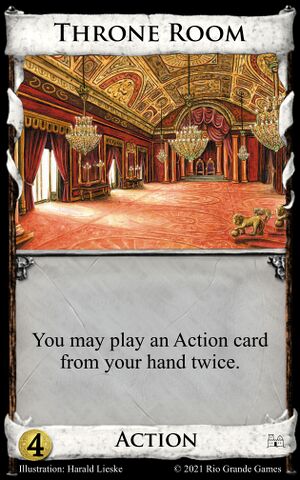 THRONE ROOM
You may play an Action card
from your hand twice.
4
ACTION
Illustration: Harald Lieske
© 2021 Rio Grande Games